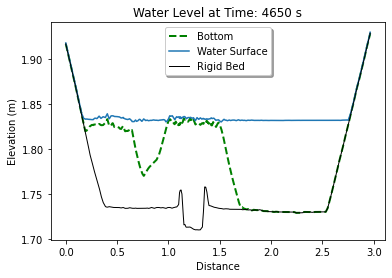 Water Level at Time: 4650 s
Bottom
Water Surface
Rigid Bed
Elevation (m)
1.90
1.85
1.80
1.75
1.70
0.0 0.5 1.0 1.5 2.0 2.5 3.0
Distance